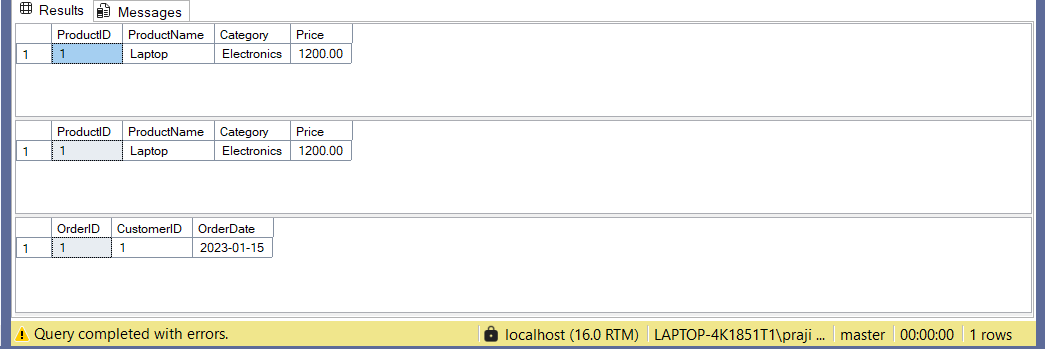 Results Messages
ProductID ProductName Category Price
1 1 Laptop Electronics 1200.00
ProductID ProductName Category Price
1 1 Laptop Electronics 1200.00
OrderID CustomerID OrderDate
1 1 1 2023-01-15
Query completed with errors. localhost (16.0 RTM) LAPTOP-4K1851T1\praji ... master 00:00:00 1 rows